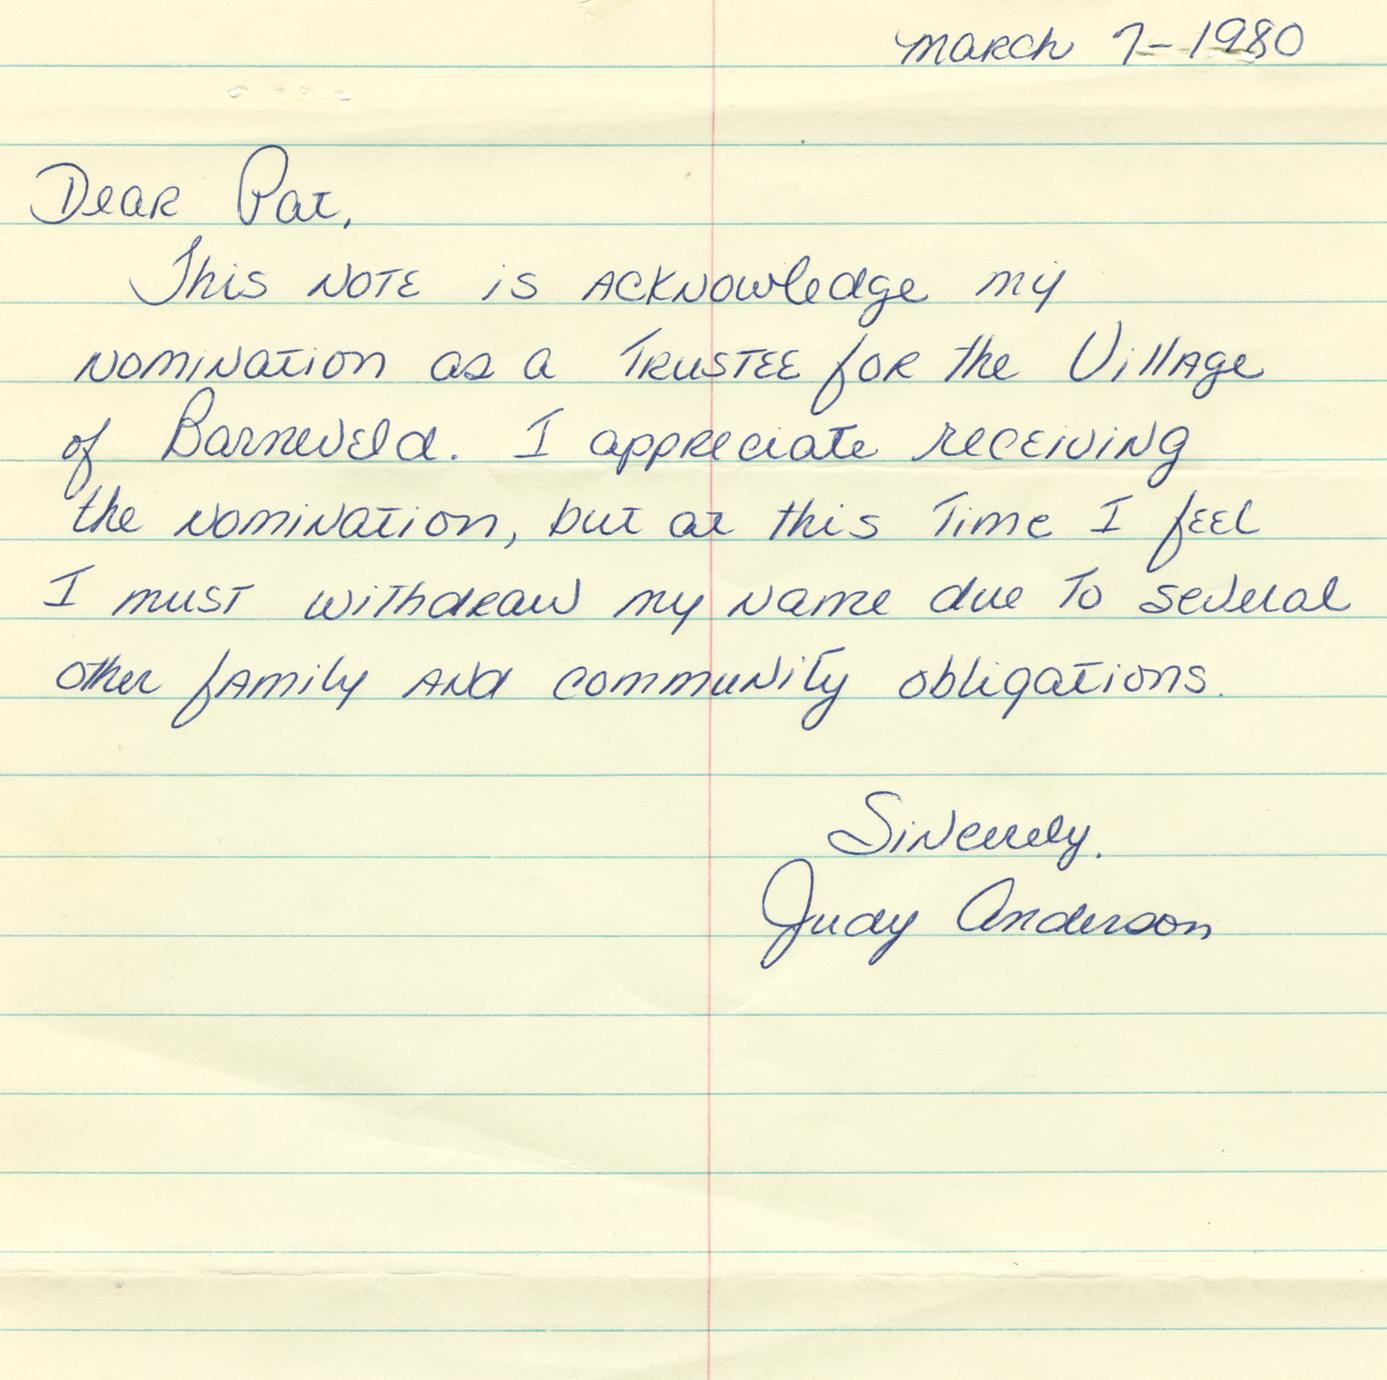 March 7-1980
Dear Pat,
This note is acknowledge my
nomination as a Trustee for the Village
of Barneveld. I appreciate receiving
the nomination, but at this time I feel
I must withdraw my name due to several
other family and community obligations.
Sincerely,
Judy Anderson